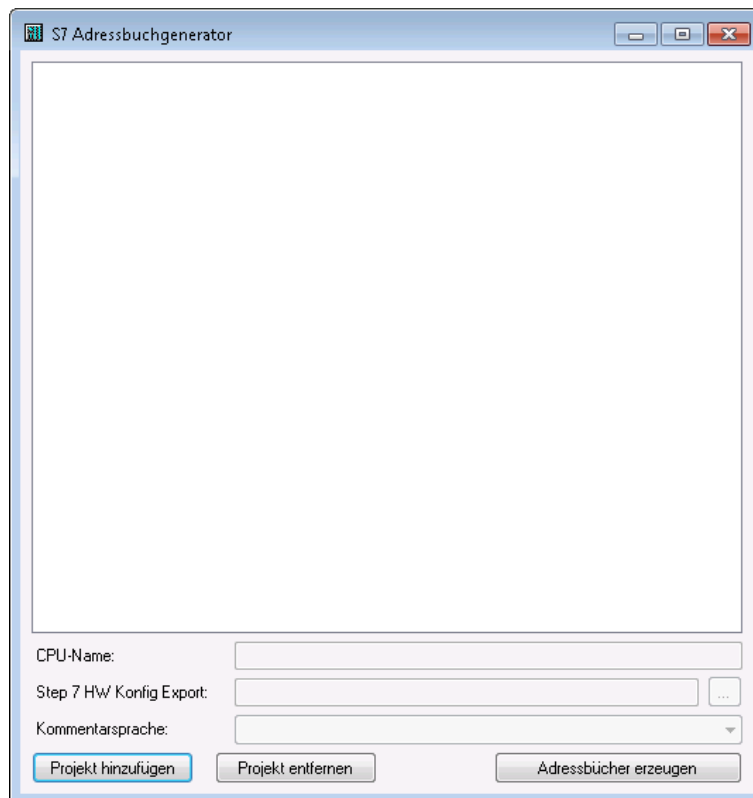 S7 Adressbuchgenerator
CPU-Name:
Step 7 HW Konfig Export:
...
Kommentarsprache:
Projekt hinzufügen Projekt entfernen Adressbücher erzeugen